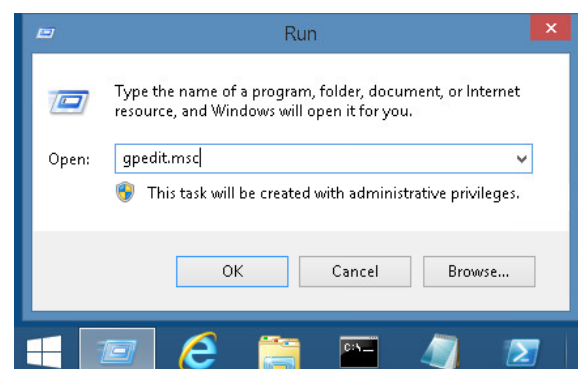 Run
Type the name of a program, folder, document, or Internet
resource, and Windows will open it for you.
Open: gpedit.msc
This task will be created with administrative privileges.
OK Cancel Browse...
C:\_